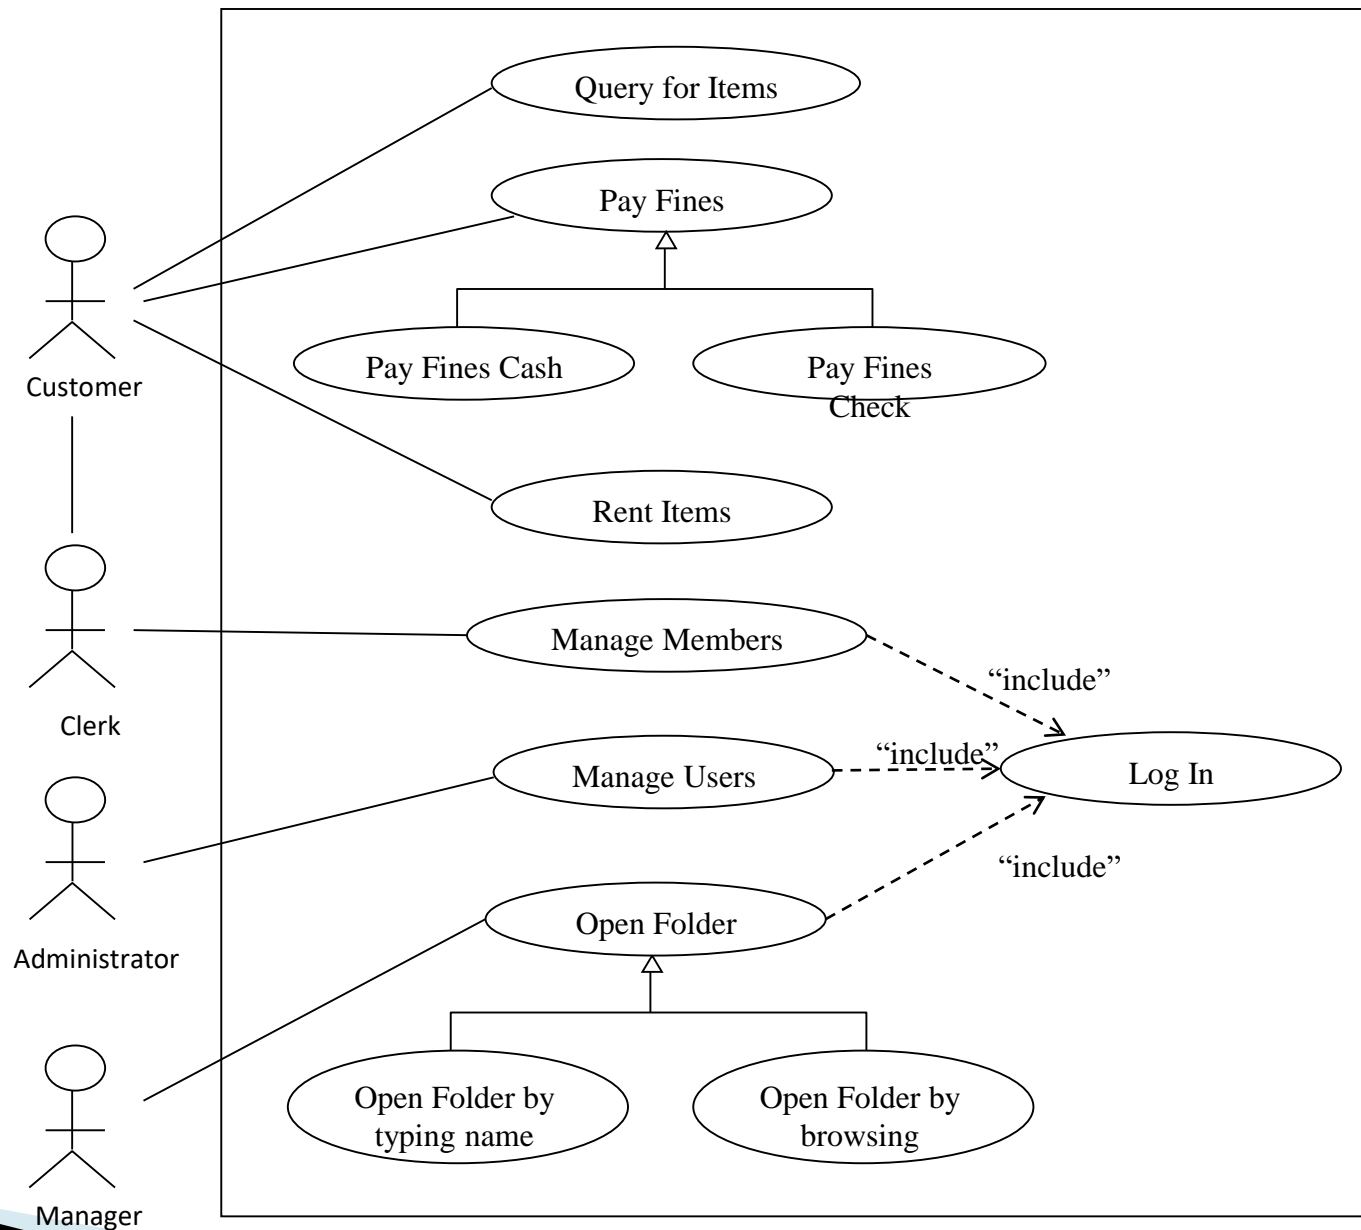 Query for Items
Pay Fines
Customer
Pay Fines Cash
Pay Fines
Check
Rent Items
Clerk
Manage Members
“include”
Manage Users
“include”
Log In
Administrator
Open Folder
“include”
Manager
Open Folder by
typing name
Open Folder by
browsing